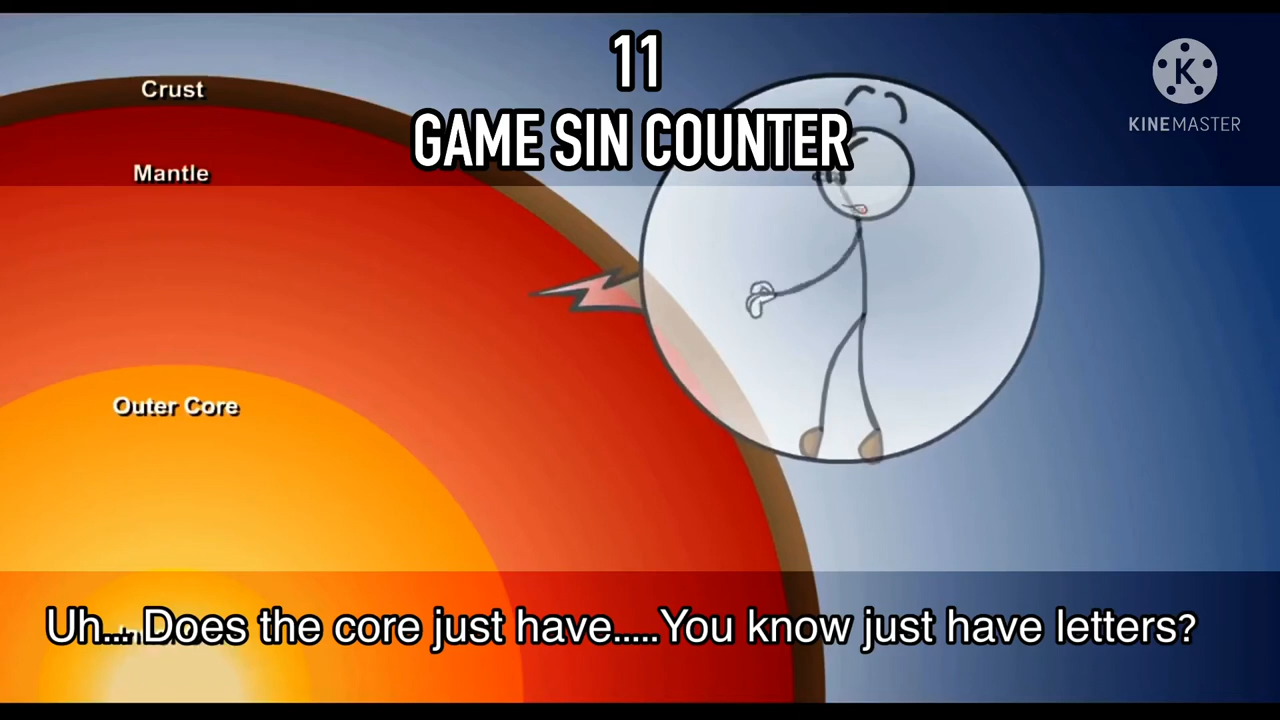 11
GAME SIN COUNTER
K
KINEMASTER
Crust
Mantle
Outer Core
Uh... Does the core just have.....You know just have letters?